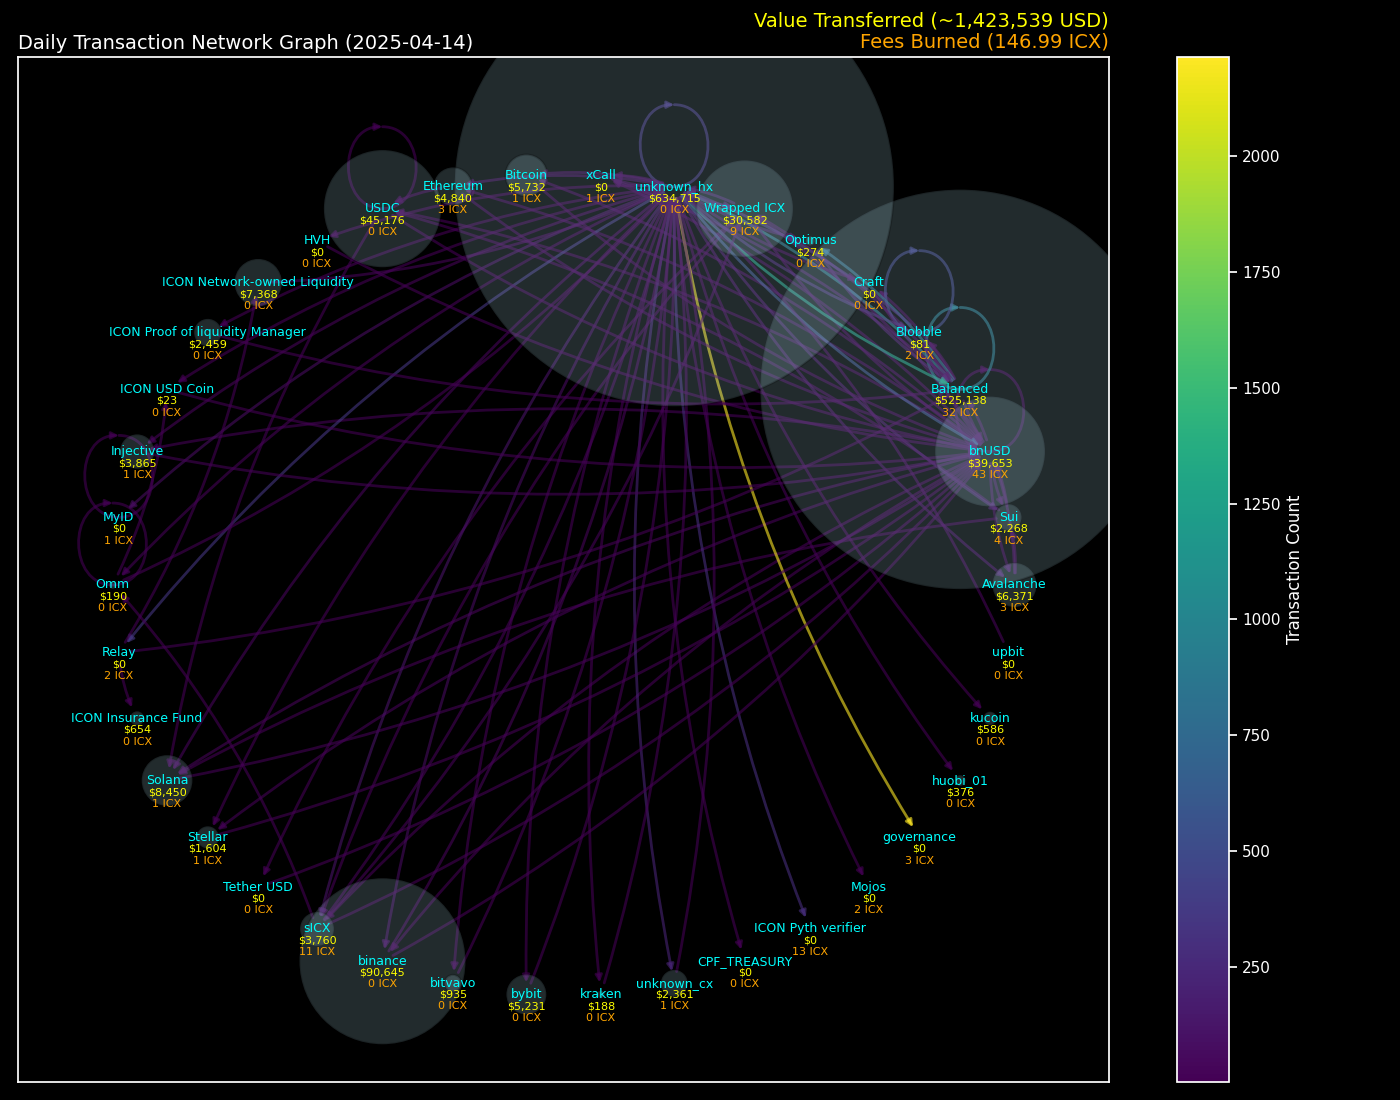 Value Transferred (~1,423,539 USD)
Daily Transaction Network Graph (2025-04-14)
Fees Burned (146.99 ICX)
Bitcoin
$5,732
1 ICX
xCall
$0
1 ICX
Ethereum
$4,840
3 ICX
unknown_hx
$634,715
0 ICX
USDC
$45,176
0 ICX
Wrapped ICX
$30,582
9 ICX
HVH
$0
0 ICX
Optimus
$274
0 ICX
ICON Network-owned Liquidity
$7,368
0 ICX
Craft
$0
0 ICX
ICON Proof of liquidity Manager
$2,459
0 ICX
Blobble
$81
2 ICX
ICON USD Coin
$23
0 ICX
Balanced
$525,138
32 ICX
Injective
$3,865
1 ICX
bnUSD
$39,653
43 ICX
MyID
$0
1 ICX
Sui
$2,268
4 ICX
Omm
$190
0 ICX
Avalanche
$6,371
3 ICX
Relay
$0
2 ICX
upbit
$0
0 ICX
ICON Insurance Fund
$654
0 ICX
kucoin
$586
0 ICX
Solana
$8,450
1 ICX
huobi_01
$376
0 ICX
Stellar
$1,604
1 ICX
governance
$0
3 ICX
Tether USD
$0
0 ICX
Mojos
$0
2 ICX
sICX
$3,760
11 ICX
ICON Pyth verifier
$0
13 ICX
binance
$90,645
0 ICX
CPF_TREASURY
$0
0 ICX
bitvavo
$935
0 ICX
bybit
$5,231
0 ICX
kraken
$188
0 ICX
unknown_cx
$2,361
1 ICX
2000
1750
1500
1250
1000
750
500
250
Transaction Count